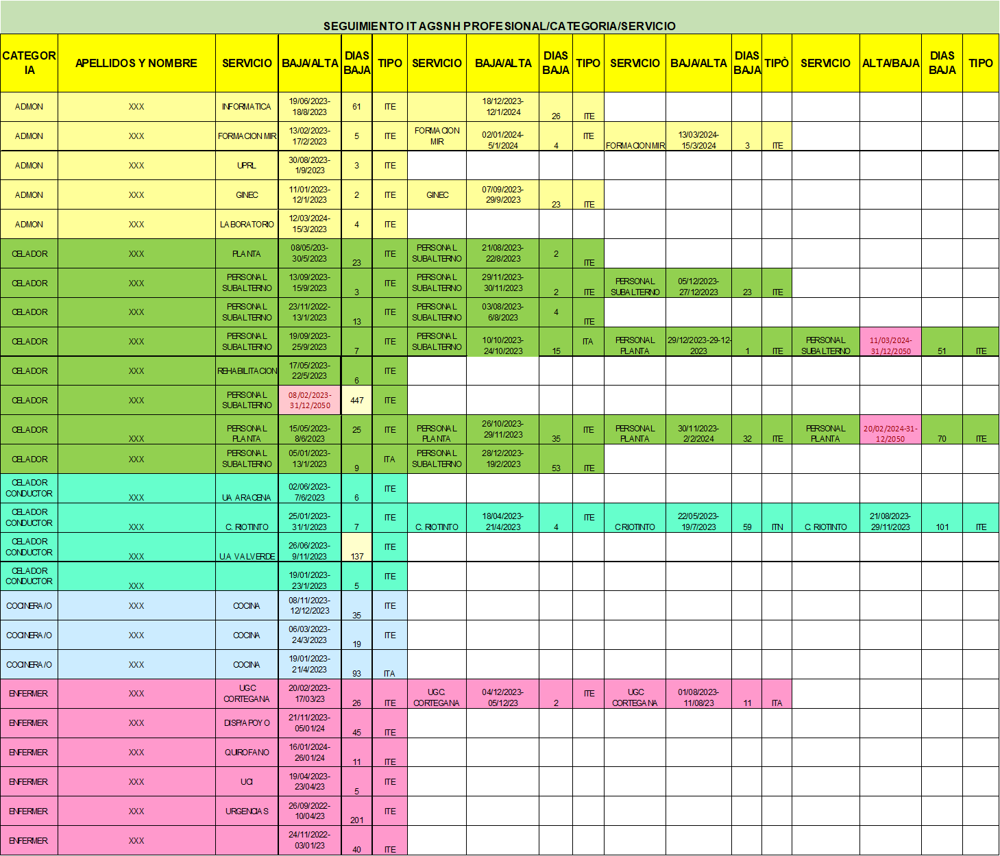 SEGUIMIENTO IT AGSNH PROFESIONAL/CATEGORIA/SERVICIO
CATEGOR
IA
APELLIDOS Y NOMBRE
SERVICIO
BAJA/ALTA
DIAS
BAJA
TIPO
SERVICIO
BAJA/ALTA
DIAS
BAJA
TIPO
SERVICIO
BAJA/ALTA
DIAS
BAJA
TIPÒ
SERVICIO
ALTA/BAJA
DIAS
BAJA
TIPO
ADMON
XXX
INFORMATICA
19/06/2023-
18/8/2023
61
ITE
18/12/2023-
12/1/2024
26
ITE
ADMON
XXX
FORMACION MIR
13/02/2023-
17/2/2023
5
ITE
FORMACION
MIR
02/01/2024-
5/1/2024
4
ITE
FORMACION MIR
13/03/2024-
15/3/2024
3
ITE
ADMON
XXX
UPRL
30/08/2023-
1/9/2023
3
ITE
ADMON
XXX
GINEC
11/01/2023-
12/1/2023
2
ITE
GINEC
07/09/2023-
29/9/2023
23
ITE
ADMON
XXX
LABORATORIO
12/03/2024-
15/3/2023
4
ITE
CELADOR
XXX
PLANTA
08/05/203-
30/5/2023
23
ITE
PERSONAL
SUBALTERNO
21/08/2023-
22/8/2023
2
ITE
CELADOR
XXX
PERSONAL
SUBALTERNO
13/09/2023-
15/9/2023
3
ITE
PERSONAL
SUBALTERNO
29/11/2023-
30/11/2023
2
ITE
PERSONAL
SUBALTERNO
05/12/2023-
27/12/2023
23
ITE
CELADOR
XXX
PERSONAL
SUBALTERNO
23/11/2022-
13/1/2023
13
ITE
PERSONAL
SUBALTERNO
03/08/2023-
6/8/2023
4
ITE
CELADOR
XXX
PERSONAL
SUBALTERNO
19/09/2023-
25/9/2023
7
ITE
PERSONAL
SUBALTERNO
10/10/2023-
24/10/2023
15
ITA
PERSONAL
PLANTA
29/12/2023-29-12-
2023
1
ITE
PERSONAL
SUBALTERNO
11/03/2024-
31/12/2050
51
ITE
CELADOR
XXX
REHABILITACION
17/05/2023-
22/5/2023
6
ITE
CELADOR
XXX
PERSONAL
SUBALTERNO
08/02/2023-
31/12/2050
447
ITE
CELADOR
XXX
PERSONAL
PLANTA
15/05/2023-
8/6/2023
25
ITE
PERSONAL
PLANTA
26/10/2023-
29/11/2023
35
ITE
PERSONAL
PLANTA
30/11/2023-
2/2/2024
32
ITE
PERSONAL
PLANTA
20/02/2024-31-
12/2050
70
ITE
CELADOR
XXX
PERSONAL
SUBALTERNO
05/01/2023-
13/1/2023
9
ITA
PERSONAL
SUBALTERNO
28/12/2023-
19/2/2023
53
ITE
CELADOR
CONDUCTOR
XXX
UA ARACENA
02/06/2023-
7/6/2023
6
ITE
CELADOR
CONDUCTOR
XXX
C. RIOTINTO
25/01/2023-
31/1/2023
7
ITE
C. RIOTINTO
18/04/2023-
21/4/2023
4
ITE
C RIOTINTO
22/05/2023-
19/7/2023
59
ITN
C. RIOTINTO
21/08/2023-
29/11/2023
101
ITE
CELADOR
CONDUCTOR
XXX
U.A VALVERDE
26/06/2023-
9/11/2023
137
ITE
CELADOR
CONDUCTOR
XXX
19/01/2023-
23/1/2023
5
ITE
COCINERA/O
XXX
COCINA
08/11/2023-
12/12/2023
35
ITE
COCINERA/O
XXX
COCINA
06/03/2023-
24/3/2023
19
ITE
COCINERA/O
XXX
COCINA
19/01/2023-
21/4/2023
93
ITA
ENFERMER.
XXX
UGC
CORTEGANA
20/02/2023-
17/03/23
26
ITE
UGC.
CORTEGANA
04/12/2023-
05/12/23
2
ITE
UGC
CORTEGANA
01/08/2023-
11/08/23
11
ITA
ENFERMER.
XXX
DISP/APOYO
21/11/2023-
05/01/24
45
ITE
ENFERMER.
XXX
QUIROFANO
16/01/2024-
26/01/24
11
ITE
ENFERMER.
XXX
UCI
19/04/2023-
23/04/23
5
ITE
ENFERMER.
XXX
URGENCIAS
26/09/2022-
10/04/23
201
ITE
ENFERMER.
XXX
24/11/2022-
03/01/23
40
ITE